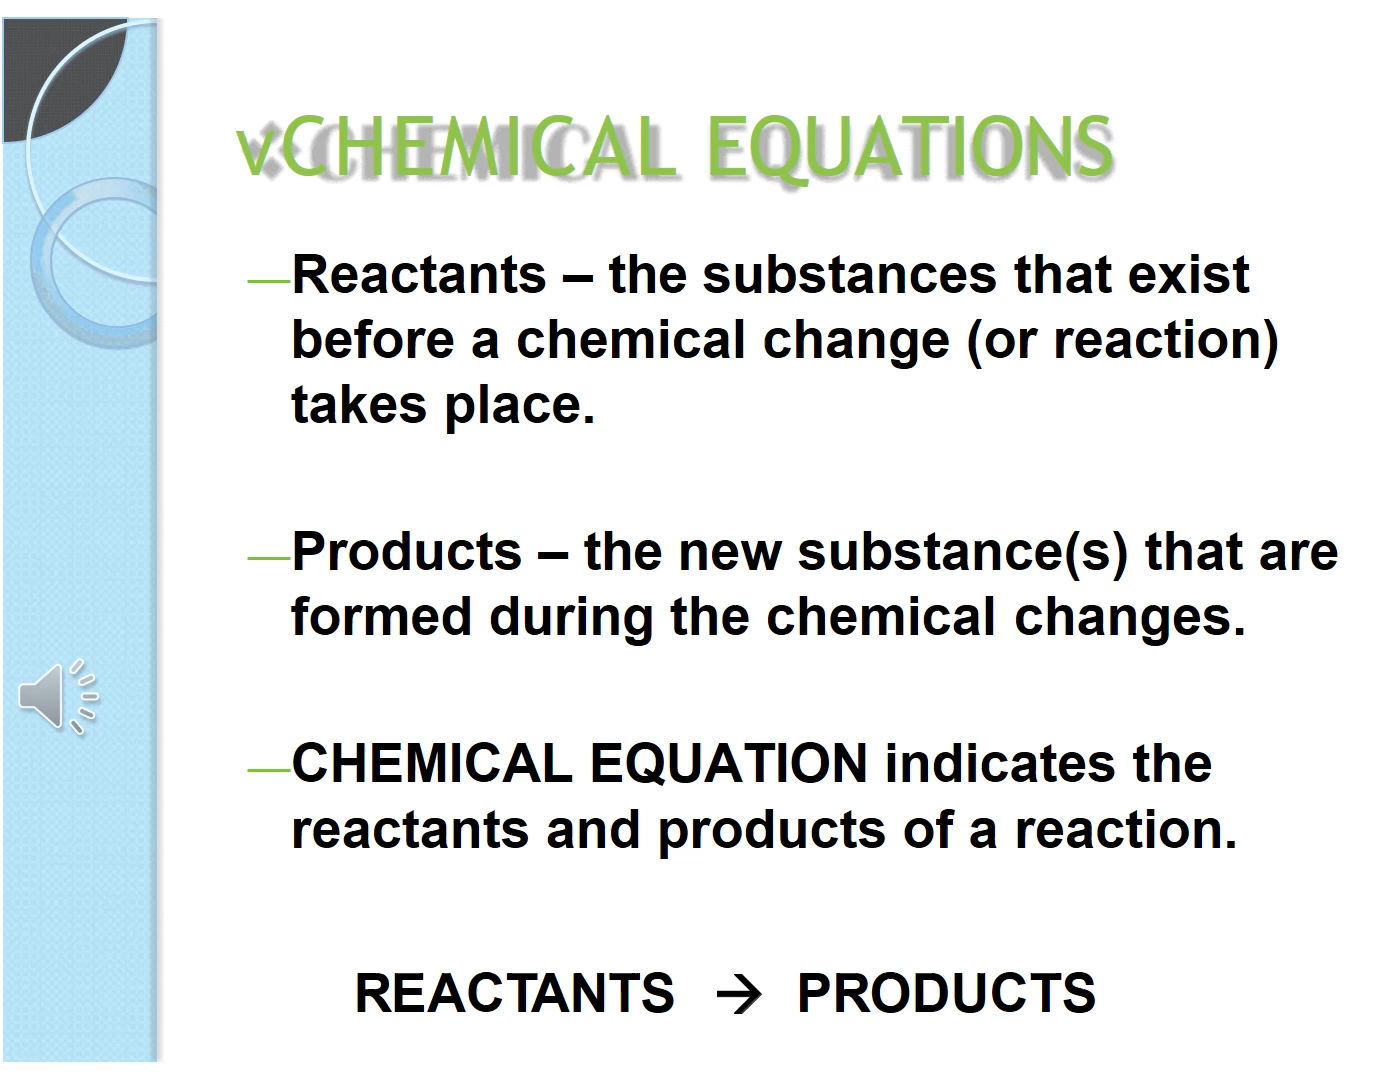 vCHEMICAL EQUATIONS
—Reactants – the substances that exist
before a chemical change (or reaction)
takes place.
—Products – the new substance(s) that are
formed during the chemical changes.
—CHEMICAL EQUATION indicates the
reactants and products of a reaction.
REACTANTS → PRODUCTS